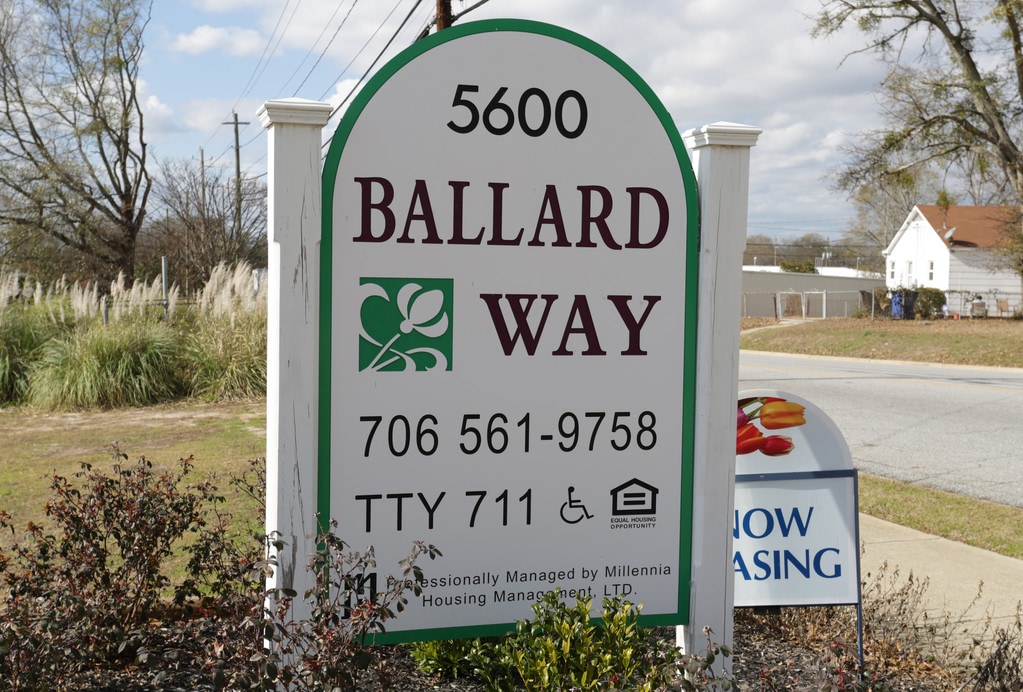 5600
BALLARD
WAY
706 561-9758
TTY 711
EQUAL HOUSING
OPPORTUNITY
Professionally Managed by Millennia
Housing Management, LTD.
NOW
EASING